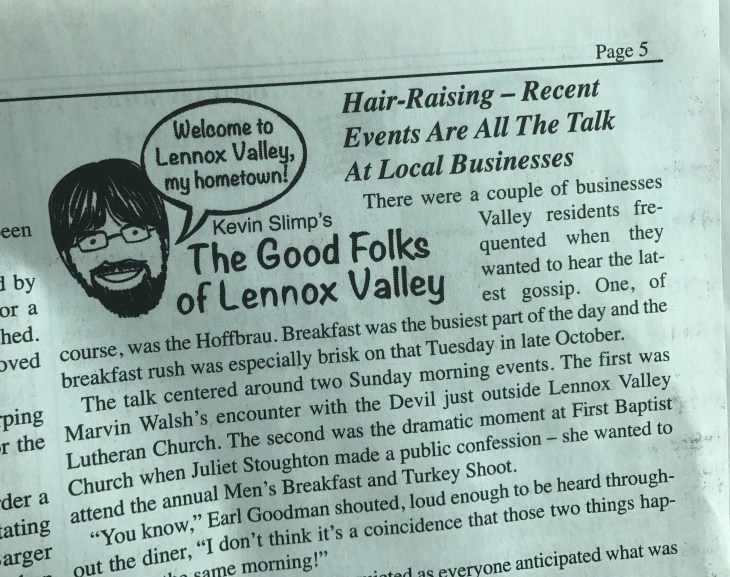 Page 5
Welcome to
Lennox Valley,
my hometown!
Kevin Slimp's
The Good Folks
of Lennox Valley
Hair-Raising – Recent
Events Are All The Talk
At Local Businesses
There were a couple of businesses
Valley residents fre-
quented when they
wanted to hear the lat-
est gossip. One, of
course, was the Hoffbrau. Breakfast was the busiest part of the day and the
breakfast rush was especially brisk on that Tuesday in late October.
The talk centered around two Sunday morning events. The first was
Marvin Walsh's encounter with the Devil just outside Lennox Valley
Lutheran Church. The second was the dramatic moment at First Baptist
Church when Juliet Stoughton made a public confession – she wanted to
attend the annual Men's Breakfast and Turkey Shoot.
"You know," Earl Goodman shouted, loud enough to be heard through-
out the diner, "I don't think it's a coincidence that those two things hap-
same morning!"
as everyone anticipated what was
een
d by
or a
hed.
oved
rping
r the
rder a
tating
arger